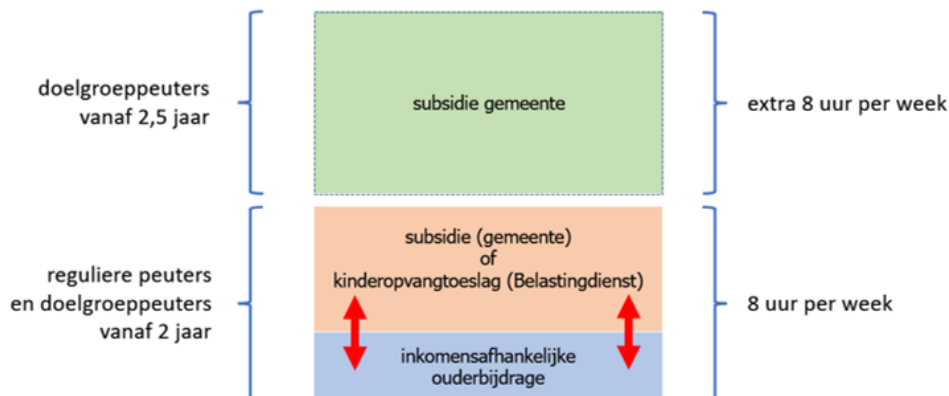 doelgroeppeuters
vanaf 2,5 jaar
subsidie gemeente
extra 8 uur per week
reguliere peuters
en doelgroeppeuters
vanaf 2 jaar
subsidie (gemeente)
of
kinderopvangtoeslag (Belastingdienst)
8 uur per week
inkomensafhankelijke
ouderbijdrage